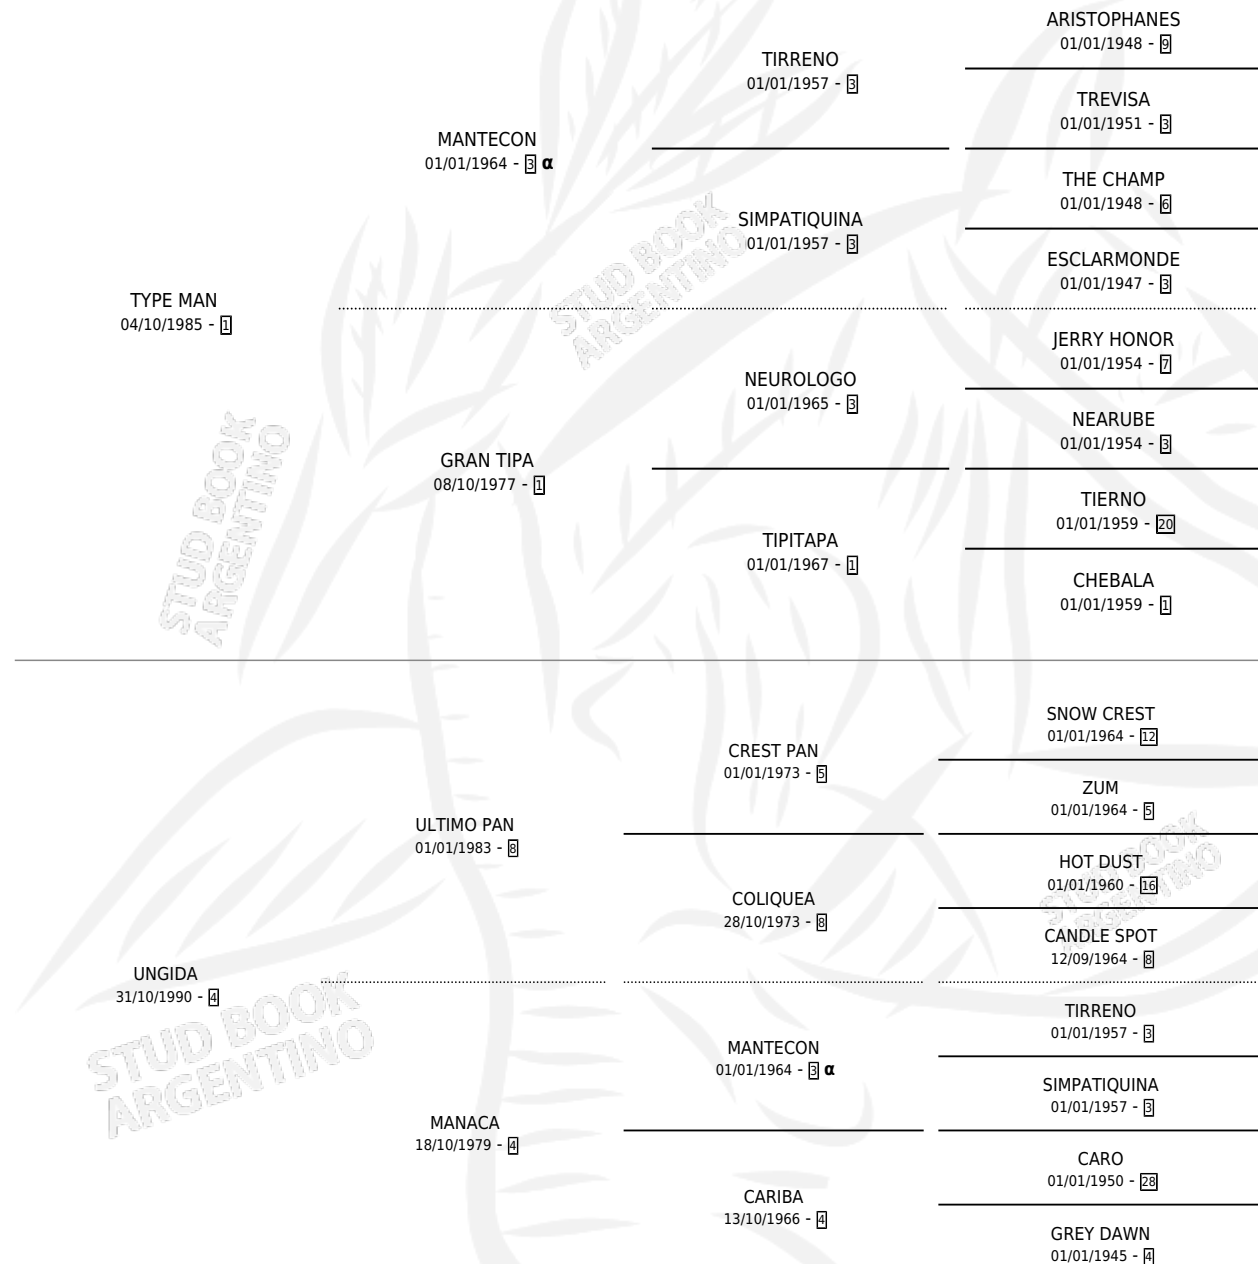 ARISTOPHANES
01/01/1948 - 9
TIRRENO
01/01/1957 - 3
TREVISA
01/01/1951 - 3
MANTECON
01/01/1964 - 3 α
THE CHAMP
01/01/1948 - 6
SIMPATIQUINA
01/01/1957 - 3
ESCLARMONDE
01/01/1947 - 3
TYPE MAN
04/10/1985 - 1
JERRY HONOR
01/01/1954 - 7
NEUROLOGO
01/01/1965 - 3
NEARUBE
01/01/1954 - 3
GRAN TIPA
08/10/1977 - 1
TIERNO
01/01/1959 - 20
TIPITAPA
01/01/1967 - 1
CHEBALA
01/01/1959 - 1
SNOW CREST
01/01/1964 - 12
CREST PAN
01/01/1973 - 5
ZUM
01/01/1964 - 5
ULTIMO PAN
01/01/1983 - 8
HOT DUST
01/01/1960 - 16
COLIQUEA
28/10/1973 - 8
CANDLE SPOT
12/09/1964 - 8
UNGIDA
31/10/1990 - 4
TIRRENO
01/01/1957 - 3
MANTECON
01/01/1964 - 3 α
SIMPATIQUINA
01/01/1957 - 3
MANACA
18/10/1979 - 4
CARO
01/01/1950 - 28
CARIBA
13/10/1966 - 4
GREY DAWN
01/01/1945 - 4
STUD BOOK
ARGENTINO
STUD BOOK
ARGENTINO
STUD BOOK
ARGENTINO
STUD BOOK
ARGENTINO